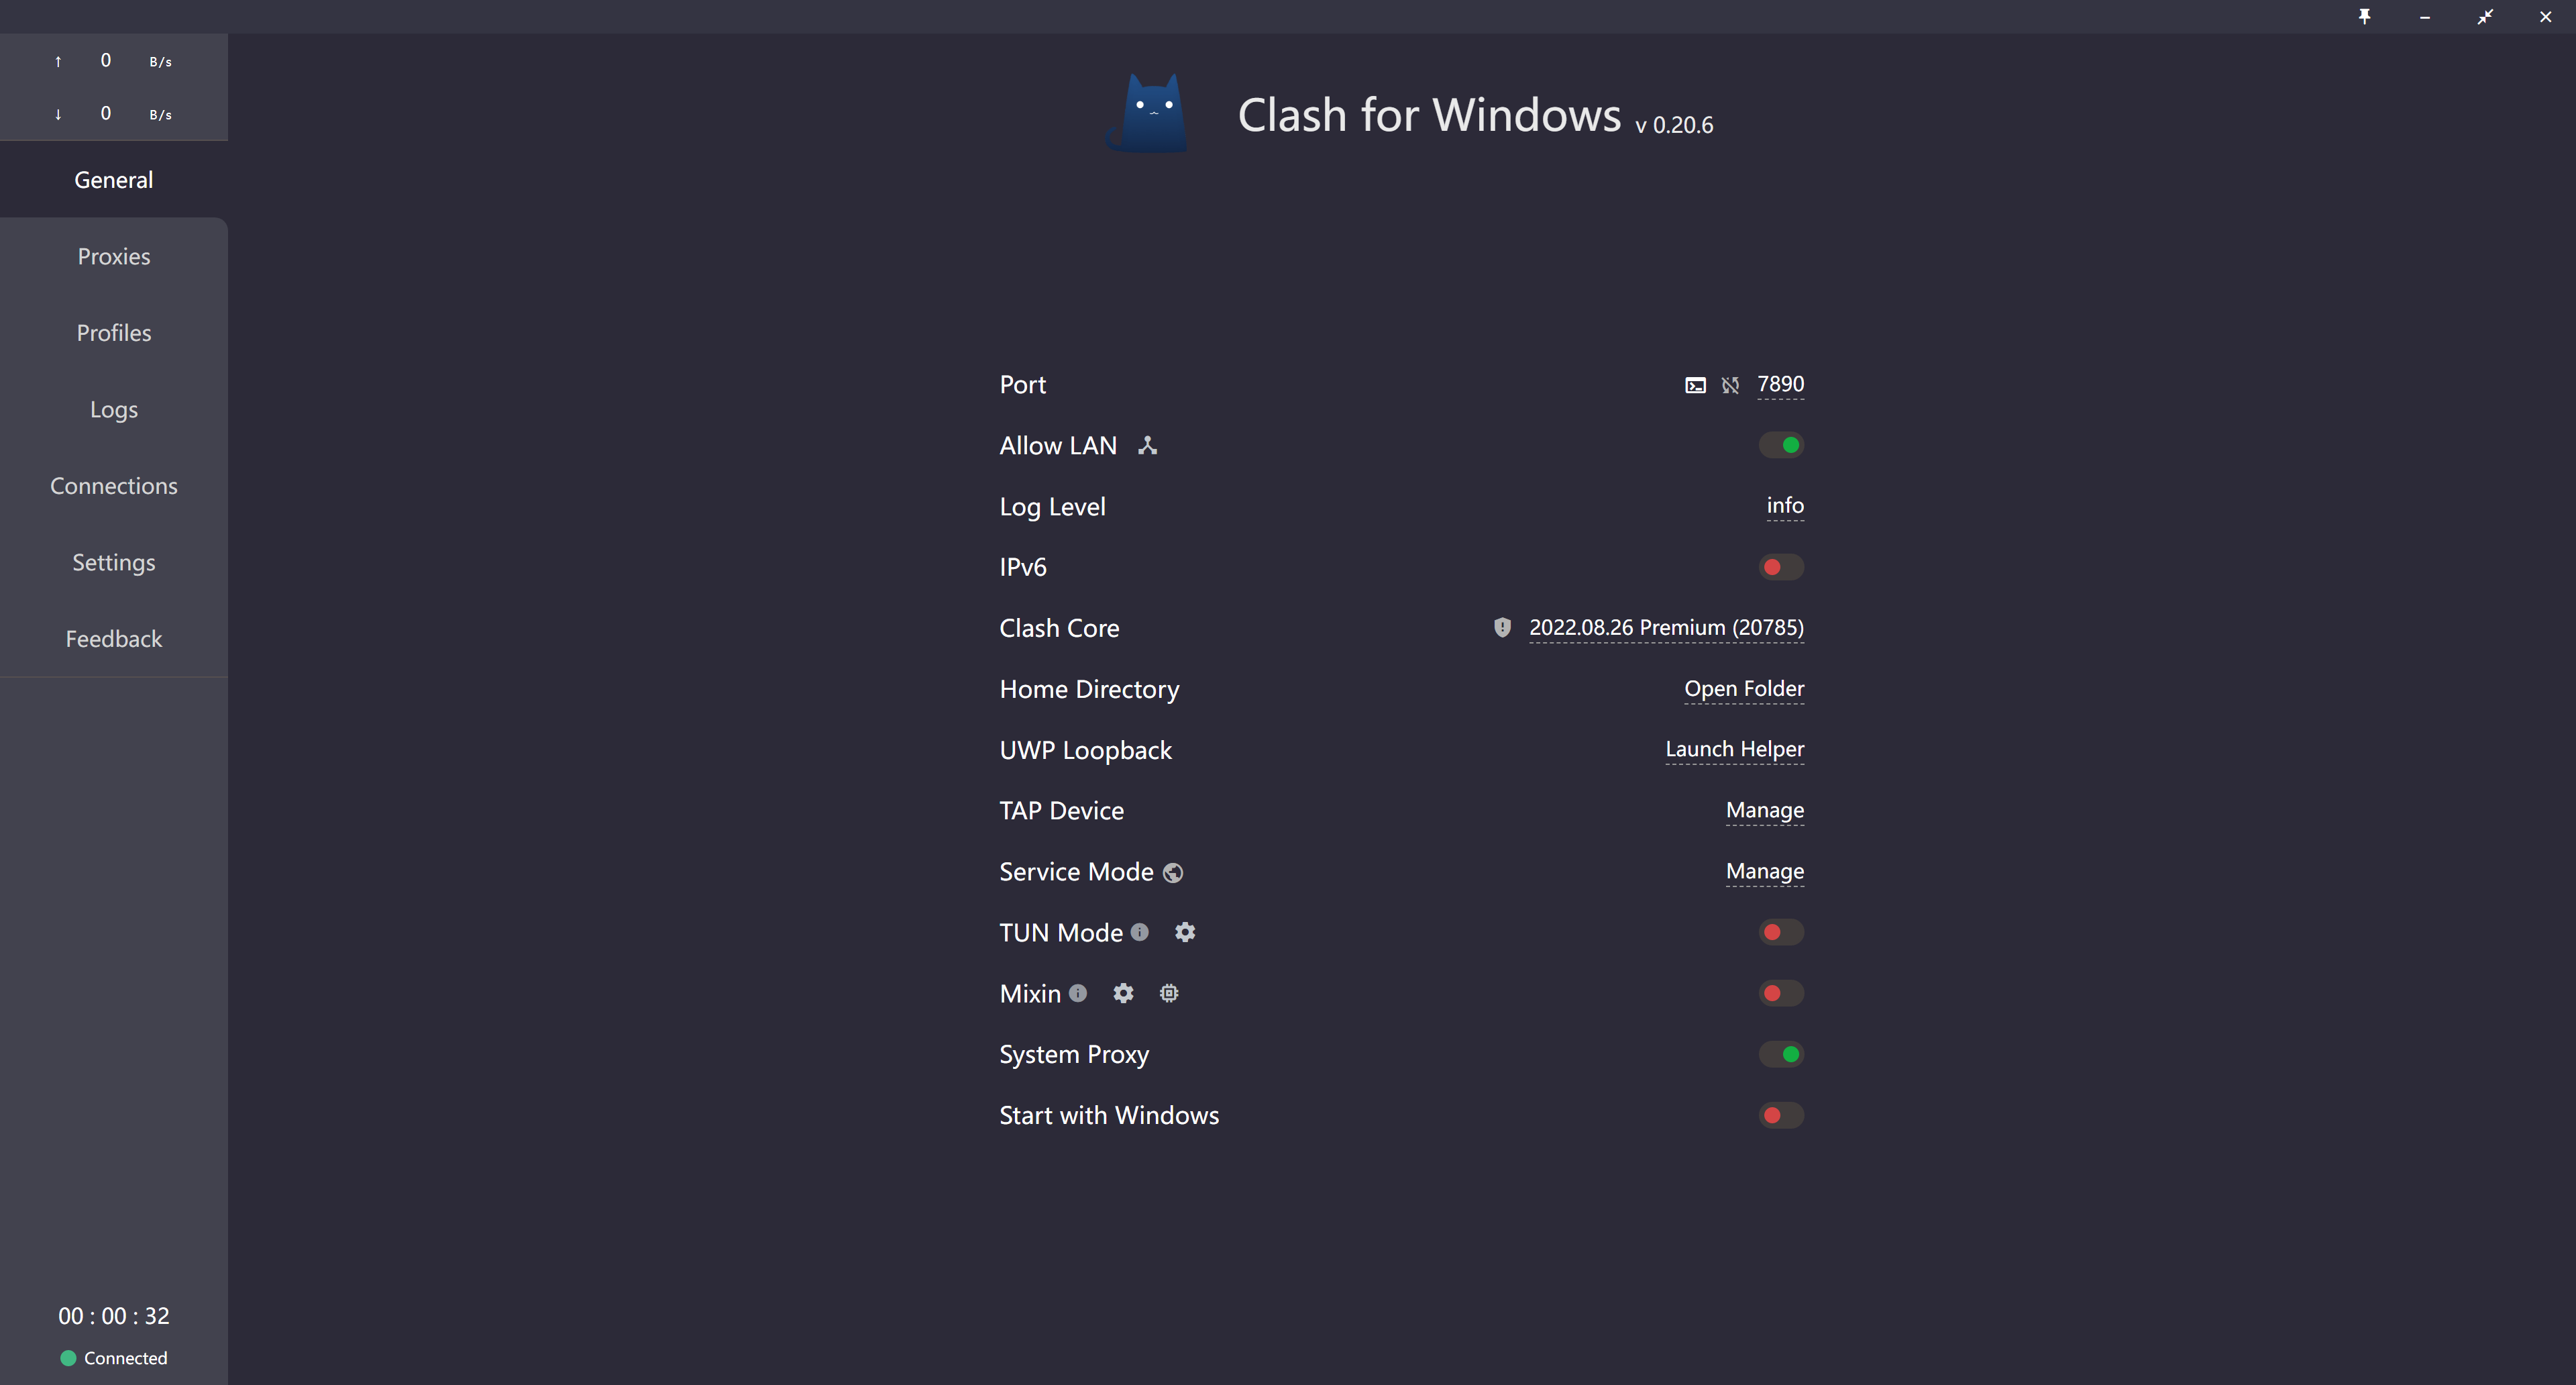 ↑ 0 B/s
↓ 0 B/s
General
Proxies
Profiles
Logs
Connections
Settings
Feedback
00 : 00 : 32
Connected
Clash for Windows v 0.20.6
Port 7890
Allow LAN
Log Level info
IPv6
Clash Core 2022.08.26 Premium (20785)
Home Directory Open Folder
UWP Loopback Launch Helper
TAP Device Manage
Service Mode Manage
TUN Mode
Mixin
System Proxy
Start with Windows